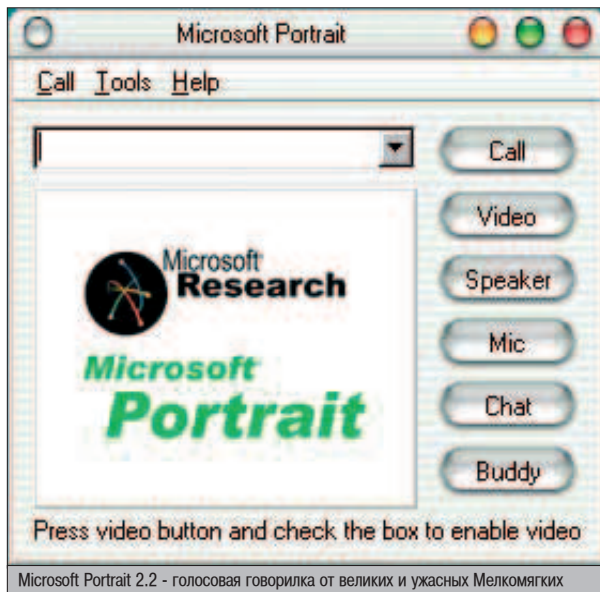 Microsoft Portrait
Call Tools Help
Call
Video
Microsoft
Research
Speaker
Mic
Microsoft
Portrait
Chat
Buddy
Press video button and check the box to enable video
Microsoft Portrait 2.2 - голосовая говорилка от великих и ужасных Мелкомягких